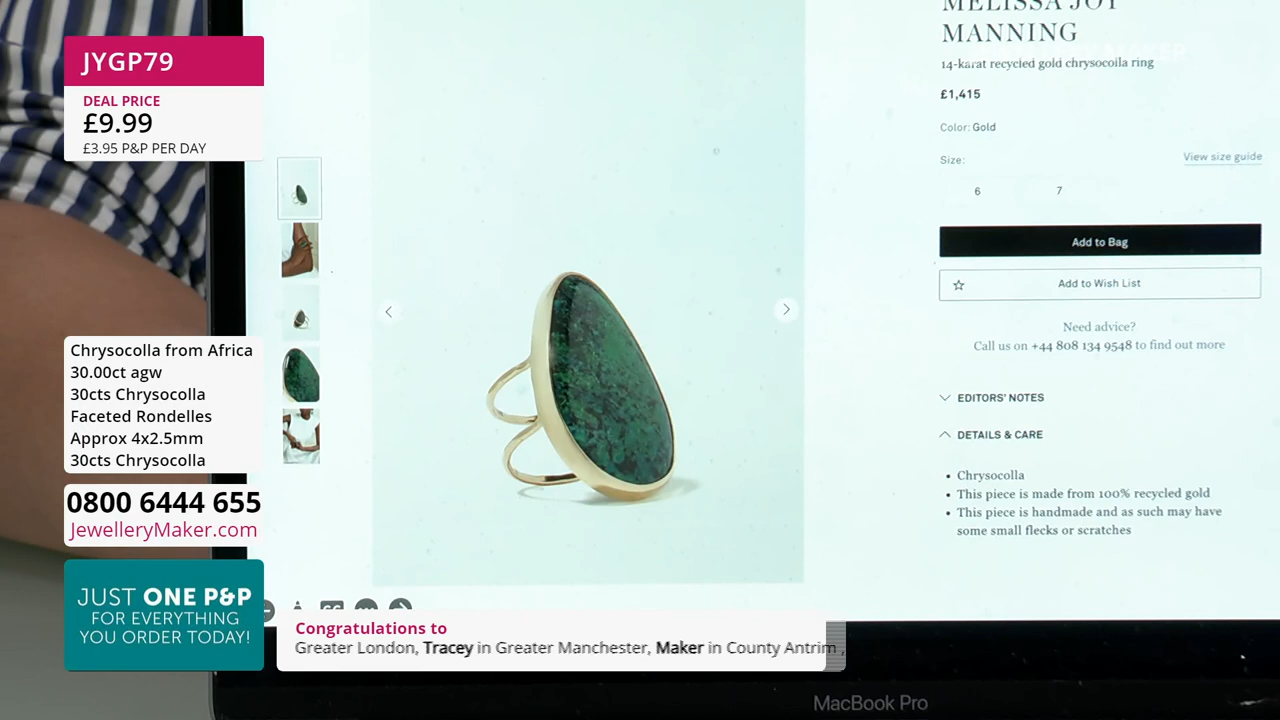 JYGP79
DEAL PRICE
£9.99
£3.95 P&P PER DAY
Chrysocolla from Africa
30.00ct agw
30cts Chrysocolla
Faceted Rondelles
Approx 4x2.5mm
30cts Chrysocolla
0800 6444 655
JewelleryMaker.com
JUST ONE P&P
FOR EVERYTHING
YOU ORDER TODAY!
MELISSA JOY
MANNING
14-karat recycled gold chrysocolla ring
£1,415
Color: Gold
Size:
View size guide
6 7
Add to Bag
Add to Wish List
Need advice?
Call us on +44 808 134 9548 to find out more
EDITORS' NOTES
DETAILS & CARE
• Chrysocolla
• This piece is made from 100% recycled gold
• This piece is handmade and as such may have
some small flecks or scratches
Congratulations to
Greater London, Tracey in Greater Manchester, Maker in County Antrim ,
MacBook Pro